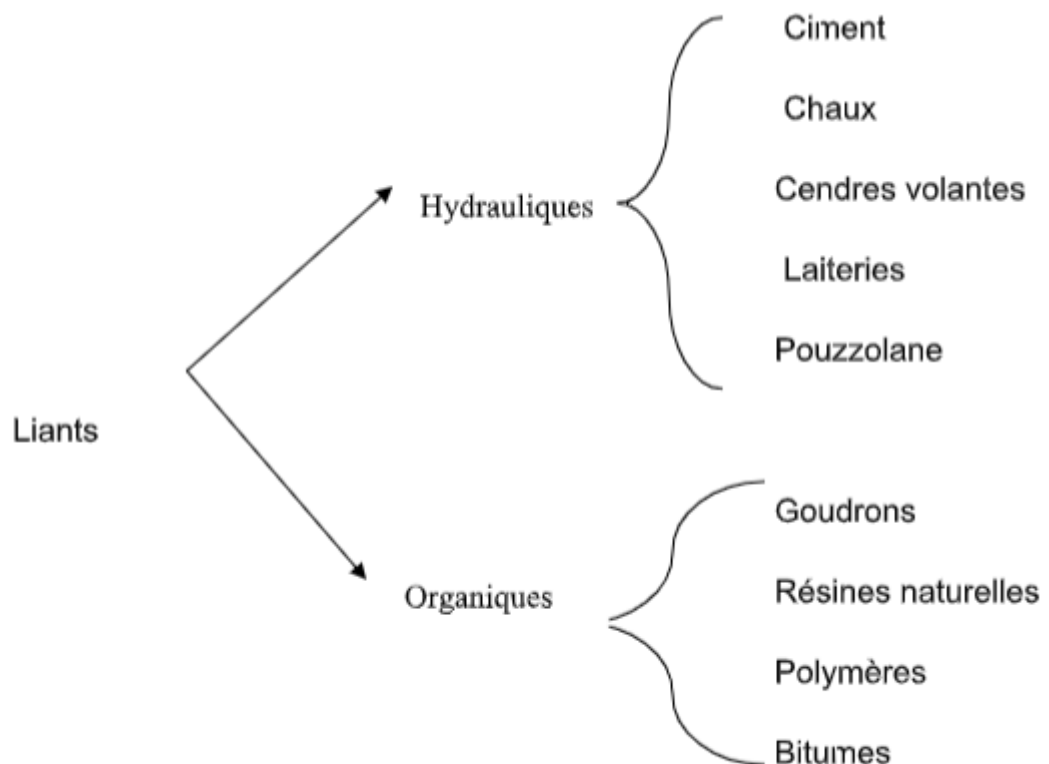 Liants
Hydrauliques
Ciment
Chaux
Cendres volantes
Laiteries
Pouzzolane
Organiques
Goudrons
Résines naturelles
Polymères
Bitumes